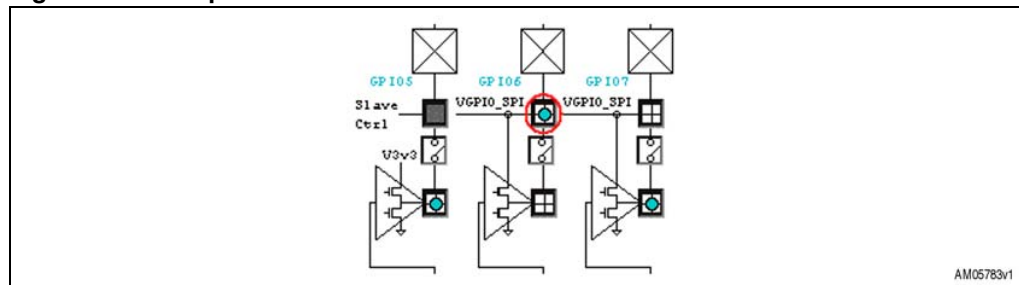 GPIO5 GPIO6 GPIO7
Slave VGPIO_SPI VGPIO_SPI
Ctrl
V3v3
AM05783v1